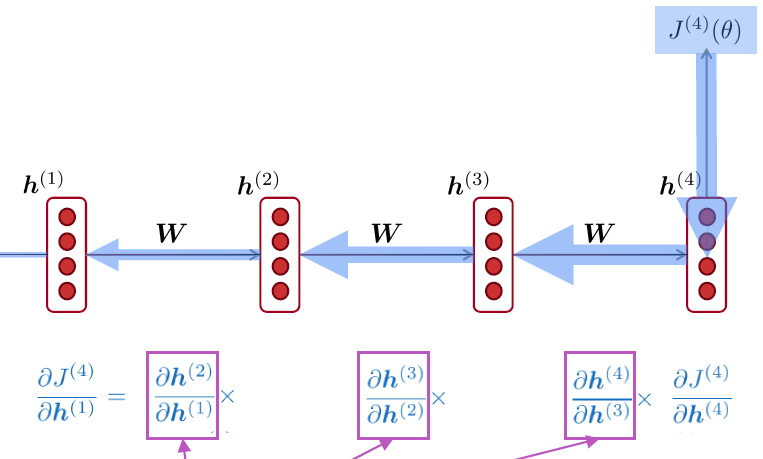 J^{(4)}(θ)
h^{(1)} h^{(2)} h^{(3)} h^{(4)}
W W W
∂J^{(4)}/∂h^{(1)} = ∂h^{(2)}/∂h^{(1)} × ∂h^{(3)}/∂h^{(2)} × ∂h^{(4)}/∂h^{(3)} × ∂J^{(4)}/∂h^{(4)}